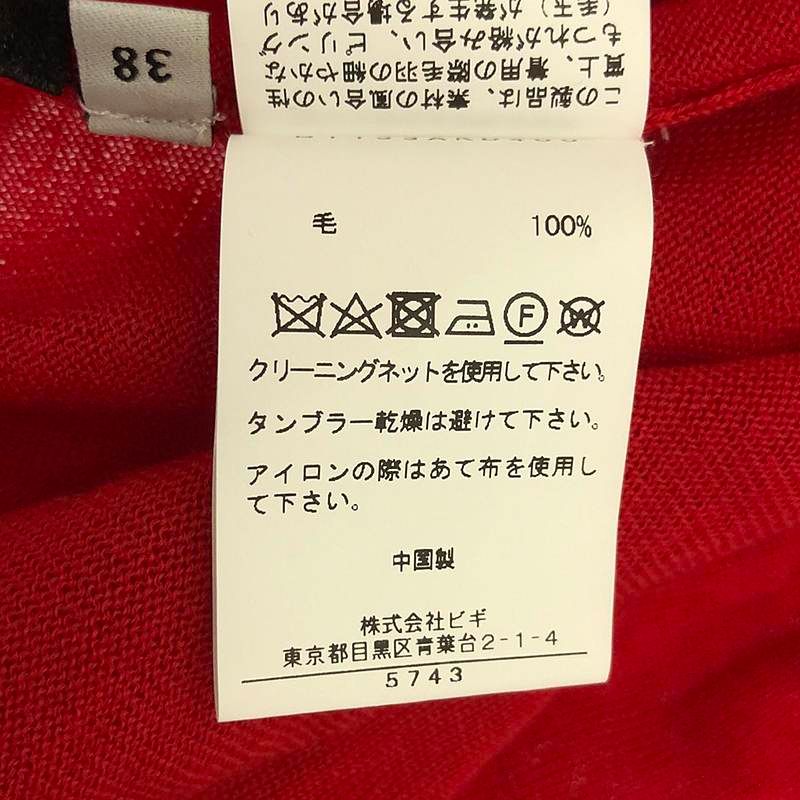 38
この製品は、素材の風合いの性
質上、着用の際毛羽の細やかな
もつれが絡み合い、ピリング
（毛玉）が発生する場合があり
毛 100%
F W
クリーニングネットを使用して下さい。
タンブラー乾燥は避けて下さい。
アイロンの際はあて布を使用し
て下さい。
中国製
株式会社ビギ
東京都目黒区青葉台2-1-4
5743